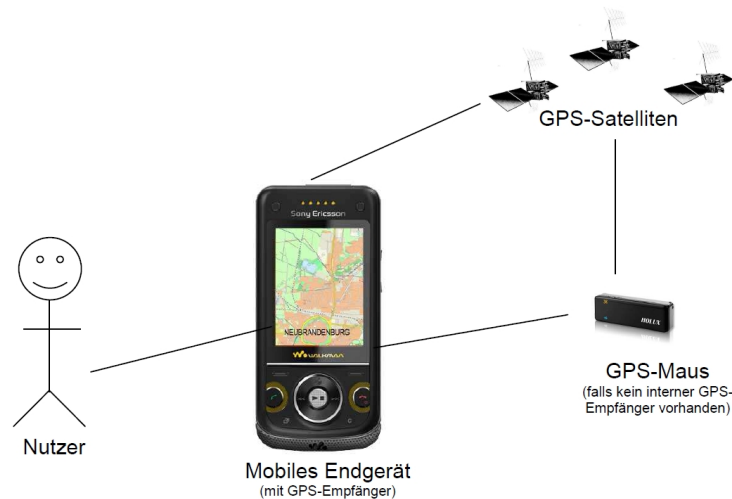 GPS-Satelliten
Sony Ericsson
NEUBRANDENBURG
WALKMAN
HOLUX
GPS-Maus
(falls kein interner GPS-
Empfänger vorhanden)
Nutzer
Mobiles Endgerät
(mit GPS-Empfänger)